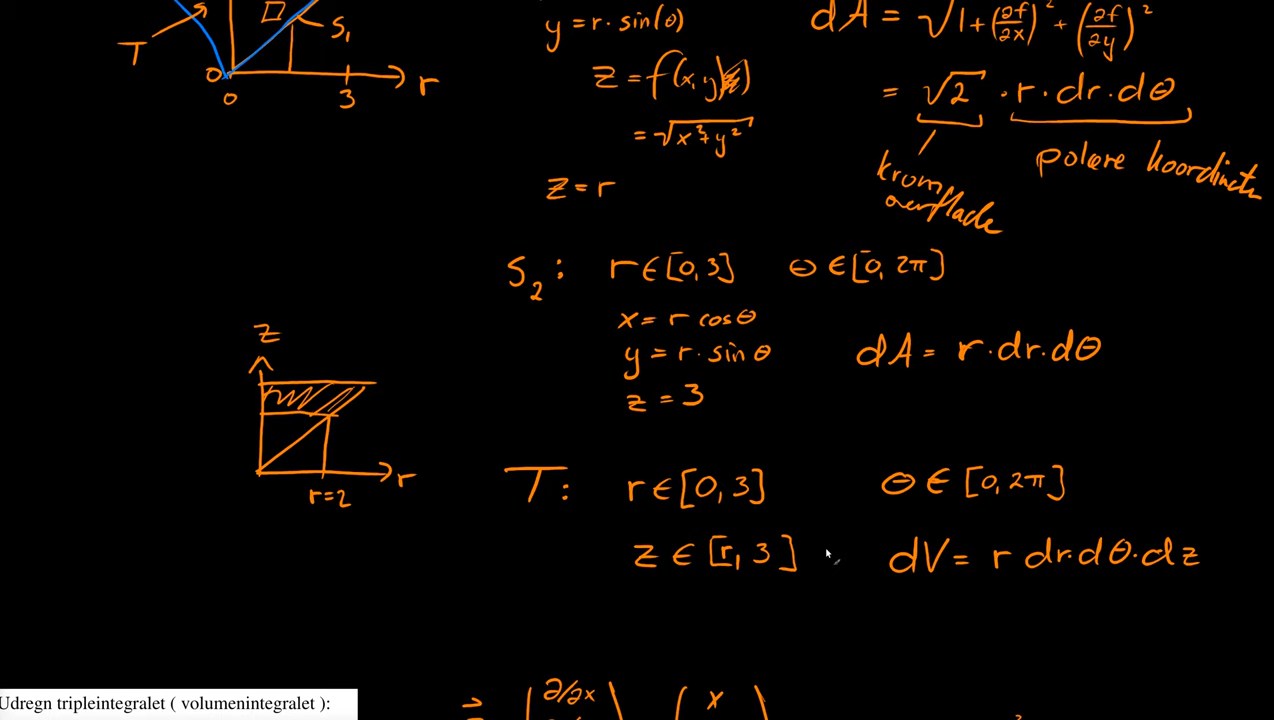 T
S₁
0
0
3
r
y = r · sin(θ)
z = f(x, y)
= √x² + y²
z = r
dA = √1 + (∂f/∂x)² + (∂f/∂y)²
= √2 · r · dr · dθ
krom
overflade
polære koordinater
S₂ : r ∈ [0, 3] θ ∈ [0, 2π]
x = r cos θ
y = r · sin θ
z = 3
dA = r · dr · dθ
z
r
r = 2
T : r ∈ [0, 3] θ ∈ [0, 2π]
z ∈ [r, 3] dV = r dr · dθ · dz
∂/∂x
x
Udregn tripleintegralet ( volumenintegralet ):